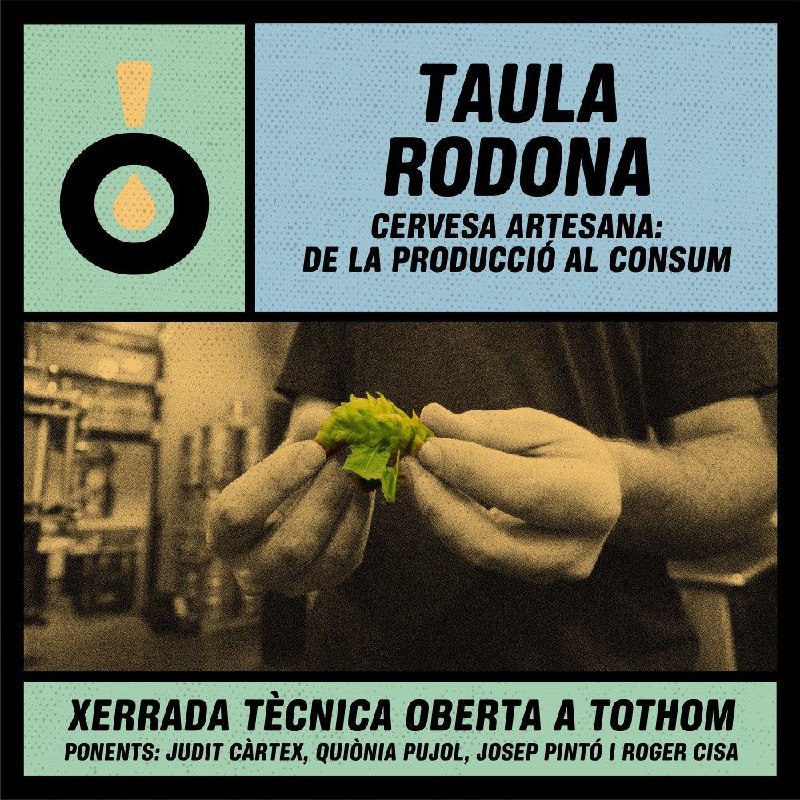 TAULA
RODONA
CERVESA ARTESANA:
DE LA PRODUCCIÓ AL CONSUM
XERRADA TÈCNICA OBERTA A TOTHOM
PONENTS: JUDIT CÀRTEX, QUIÒNIA PUJOL, JOSEP PINTÓ I ROGER CISA